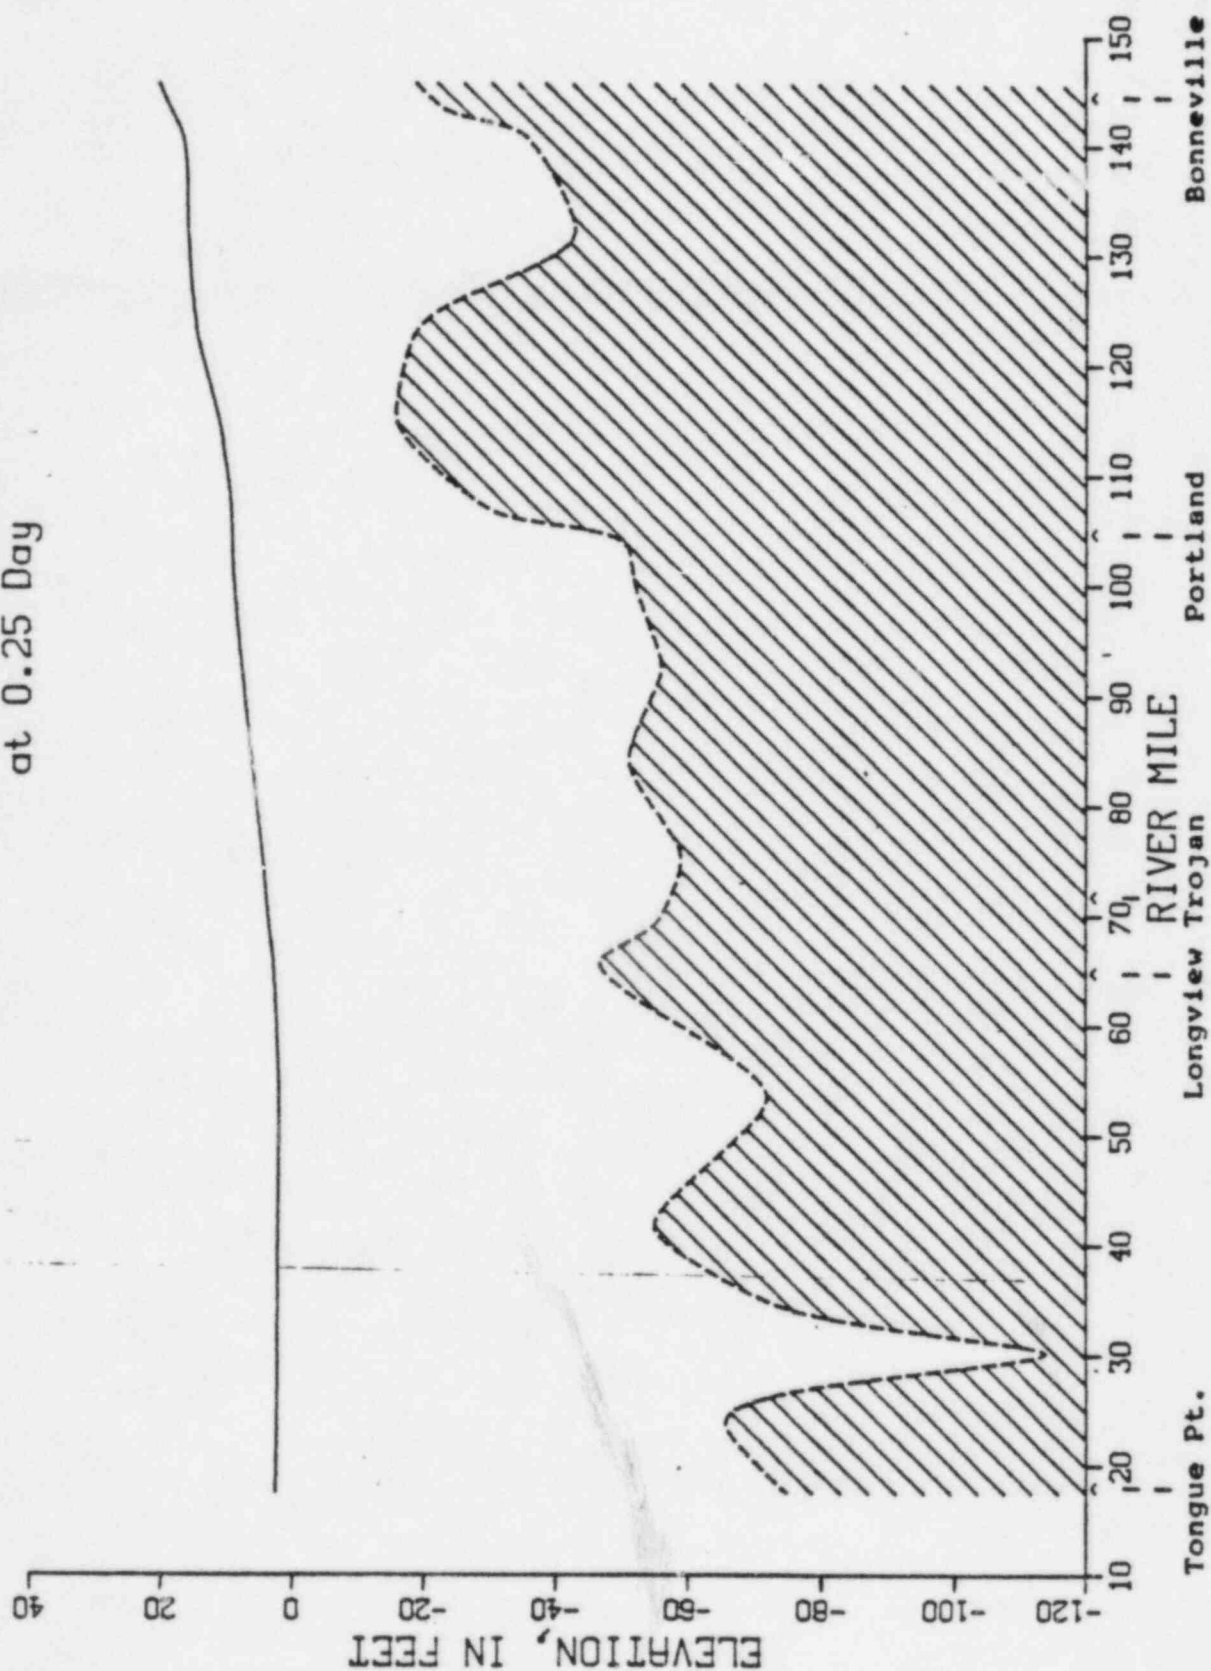 at 0.25 Day
ELEVATION, IN FEET
40
20
0
-20
-40
-60
-80
-100
-120
10 20 30 40 50 60 70 80 90 100 110 120 130 140 150
RIVER MILE
Tongue Pt. Longview Trojan Portland Bonneville